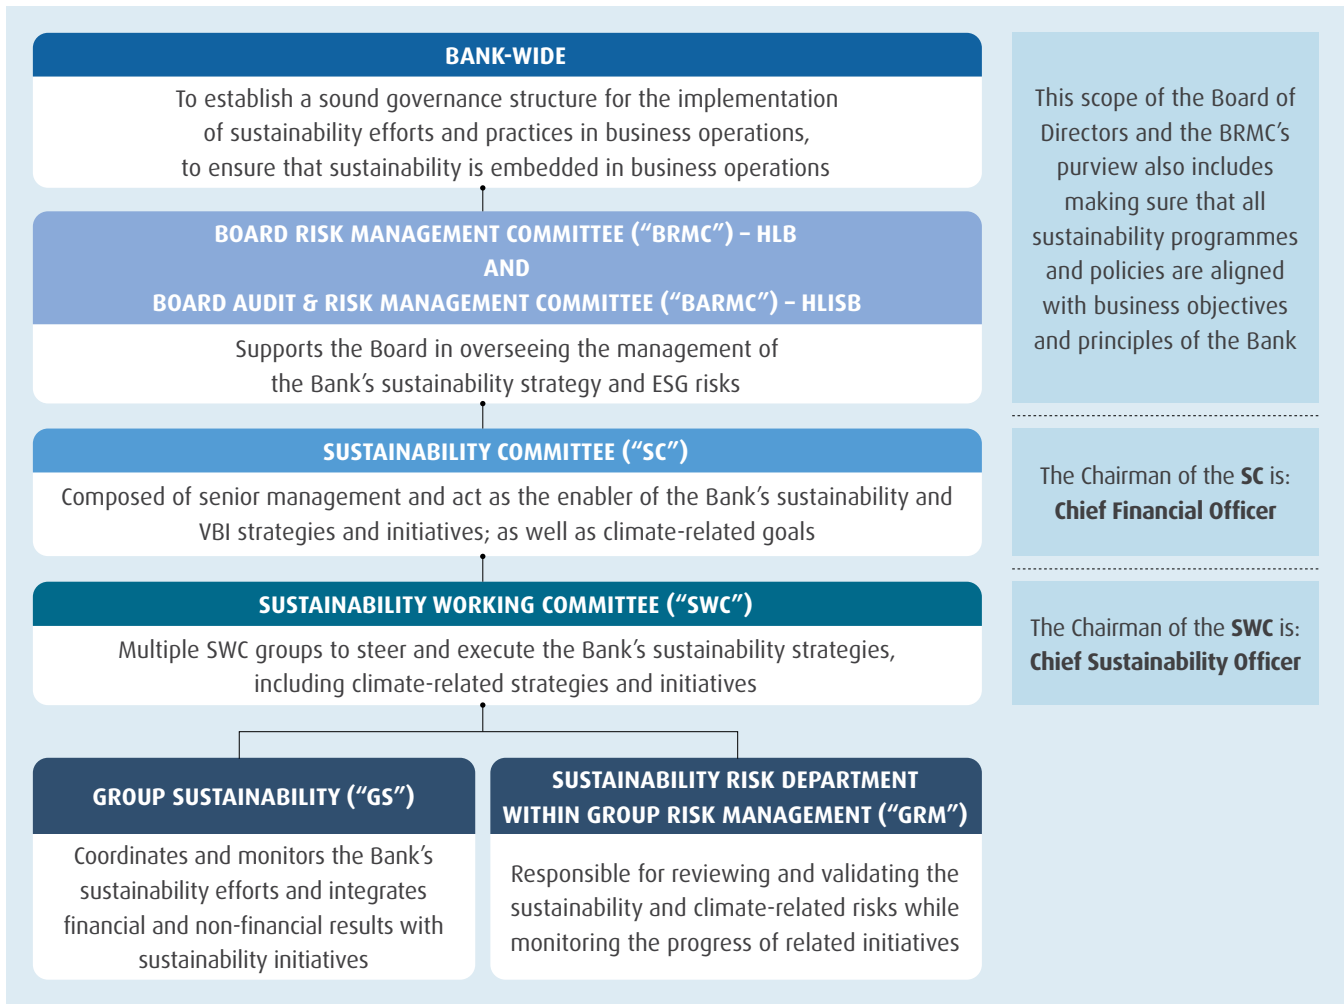 BANK-WIDE
To establish a sound governance structure for the implementation
of sustainability efforts and practices in business operations,
to ensure that sustainability is embedded in business operations
This scope of the Board of
Directors and the BRMC’s
purview also includes
making sure that all
sustainability programmes
and policies are aligned
with business objectives
and principles of the Bank
BOARD RISK MANAGEMENT COMMITTEE (“BRMC”) – HLB
AND
BOARD AUDIT & RISK MANAGEMENT COMMITTEE (“BARMC”) – HLISB
Supports the Board in overseeing the management of
the Bank’s sustainability strategy and ESG risks
SUSTAINABILITY COMMITTEE (“SC”)
Composed of senior management and act as the enabler of the Bank’s sustainability and
VBI strategies and initiatives; as well as climate-related goals
The Chairman of the SC is:
Chief Financial Officer
SUSTAINABILITY WORKING COMMITTEE (“SWC”)
Multiple SWC groups to steer and execute the Bank’s sustainability strategies,
including climate-related strategies and initiatives
The Chairman of the SWC is:
Chief Sustainability Officer
GROUP SUSTAINABILITY (“GS”)
Coordinates and monitors the Bank’s
sustainability efforts and integrates
financial and non-financial results with
sustainability initiatives
SUSTAINABILITY RISK DEPARTMENT
WITHIN GROUP RISK MANAGEMENT (“GRM”)
Responsible for reviewing and validating the
sustainability and climate-related risks while
monitoring the progress of related initiatives